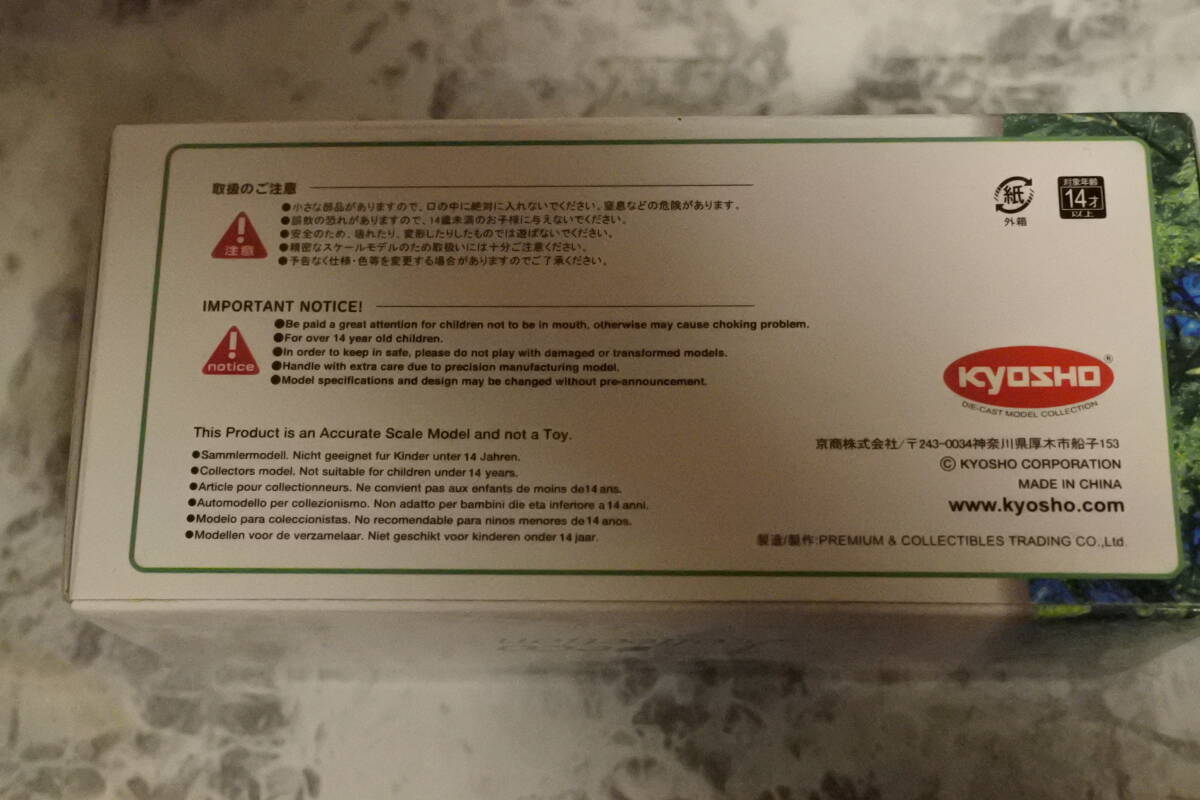 取扱のご注意
注意
●小さな部品がありますので、口の中に絶対に入れないでください。窒息などの危険があります。
●誤飲の恐れがありますので、14歳未満のお子様に与えないでください。
●安全のため、壊れたり、変形したりしたものでは遊ばないでください。
●精密なスケールモデルのため取扱いには十分ご注意ください。
●予告なく仕様・色等を変更する場合がありますのでご了承ください。
紙
外箱
対象年齢
14才
以上
IMPORTANT NOTICE!
notice
●Be paid a great attention for children not to be in mouth, otherwise may cause choking problem.
●For over 14 year old children.
●In order to keep in safe, please do not play with damaged or transformed models.
●Handle with extra care due to precision manufacturing model.
●Model specifications and design may be changed without pre-announcement.
This Product is an Accurate Scale Model and not a Toy.
●Sammlermodell. Nicht geeignet fur Kinder unter 14 Jahren.
●Collectors model. Not suitable for children under 14 years.
●Article pour collectionneurs. Ne convient pas aux enfants de moins de14 ans.
●Automodello per collezionismo. Non adatto per bambini die eta inferiore a 14 anni.
●Modelo para coleccionistas. No recomendable para ninos menores de14 anos.
●Modellen voor de verzamelaar. Niet geschikt voor kinderen onder 14 jaar.
KYOSHO ®
DIE-CAST MODEL COLLECTION
京商株式会社/〒243-0034神奈川県厚木市船子153
© KYOSHO CORPORATION
MADE IN CHINA
www.kyosho.com
製造/製作:PREMIUM & COLLECTIBLES TRADING CO.,Ltd.